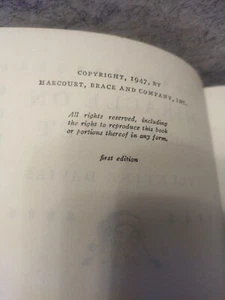 COPYRIGHT, 1947, BY
HARCOURT, BRACE AND COMPANY, INC.
All rights reserved, including
the right to reproduce this book
or portions thereof in any form.
first edition